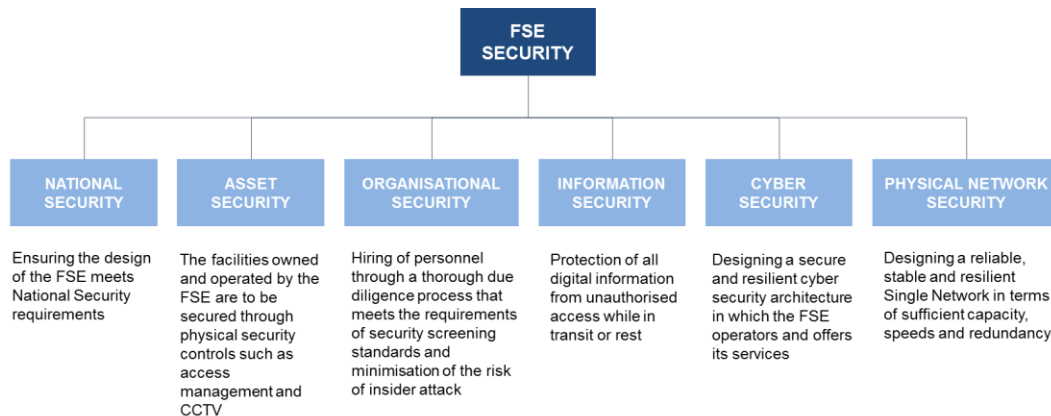 FSE
SECURITY
NATIONAL
SECURITY
ASSET
SECURITY
ORGANISATIONAL
SECURITY
INFORMATION
SECURITY
CYBER
SECURITY
PHYSICAL NETWORK
SECURITY
Ensuring the design
of the FSE meets
National Security
requirements
The facilities owned
and operated by the
FSE are to be
secured through
physical security
controls such as
access
management and
CCTV
Hiring of personnel
through a thorough due
diligence process that
meets the requirements
of security screening
standards and
minimisation of the risk
of insider attack
Protection of all
digital information
from unauthorised
access while in
transit or rest
Designing a secure
and resilient cyber
security architecture
in which the FSE
operators and offers
its services
Designing a reliable,
stable and resilient
Single Network in terms
of sufficient capacity,
speeds and redundancy